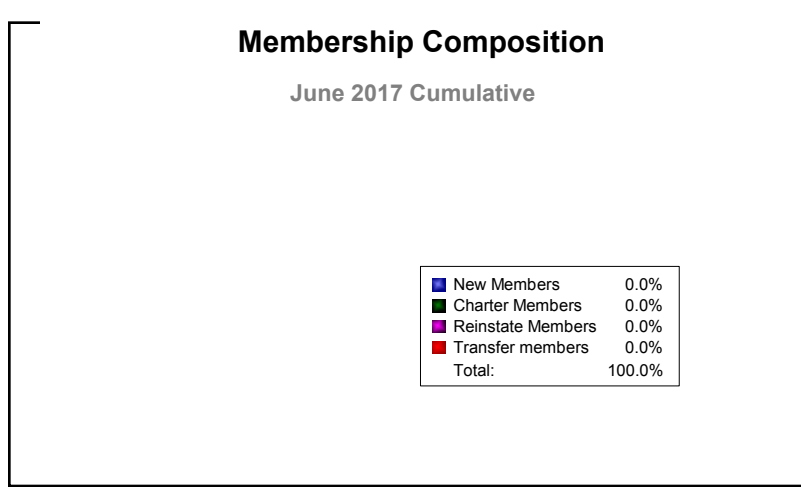 Membership Composition
June 2017 Cumulative
New Members 0.0%
Charter Members 0.0%
Reinstate Members 0.0%
Transfer members 0.0%
Total: 100.0%